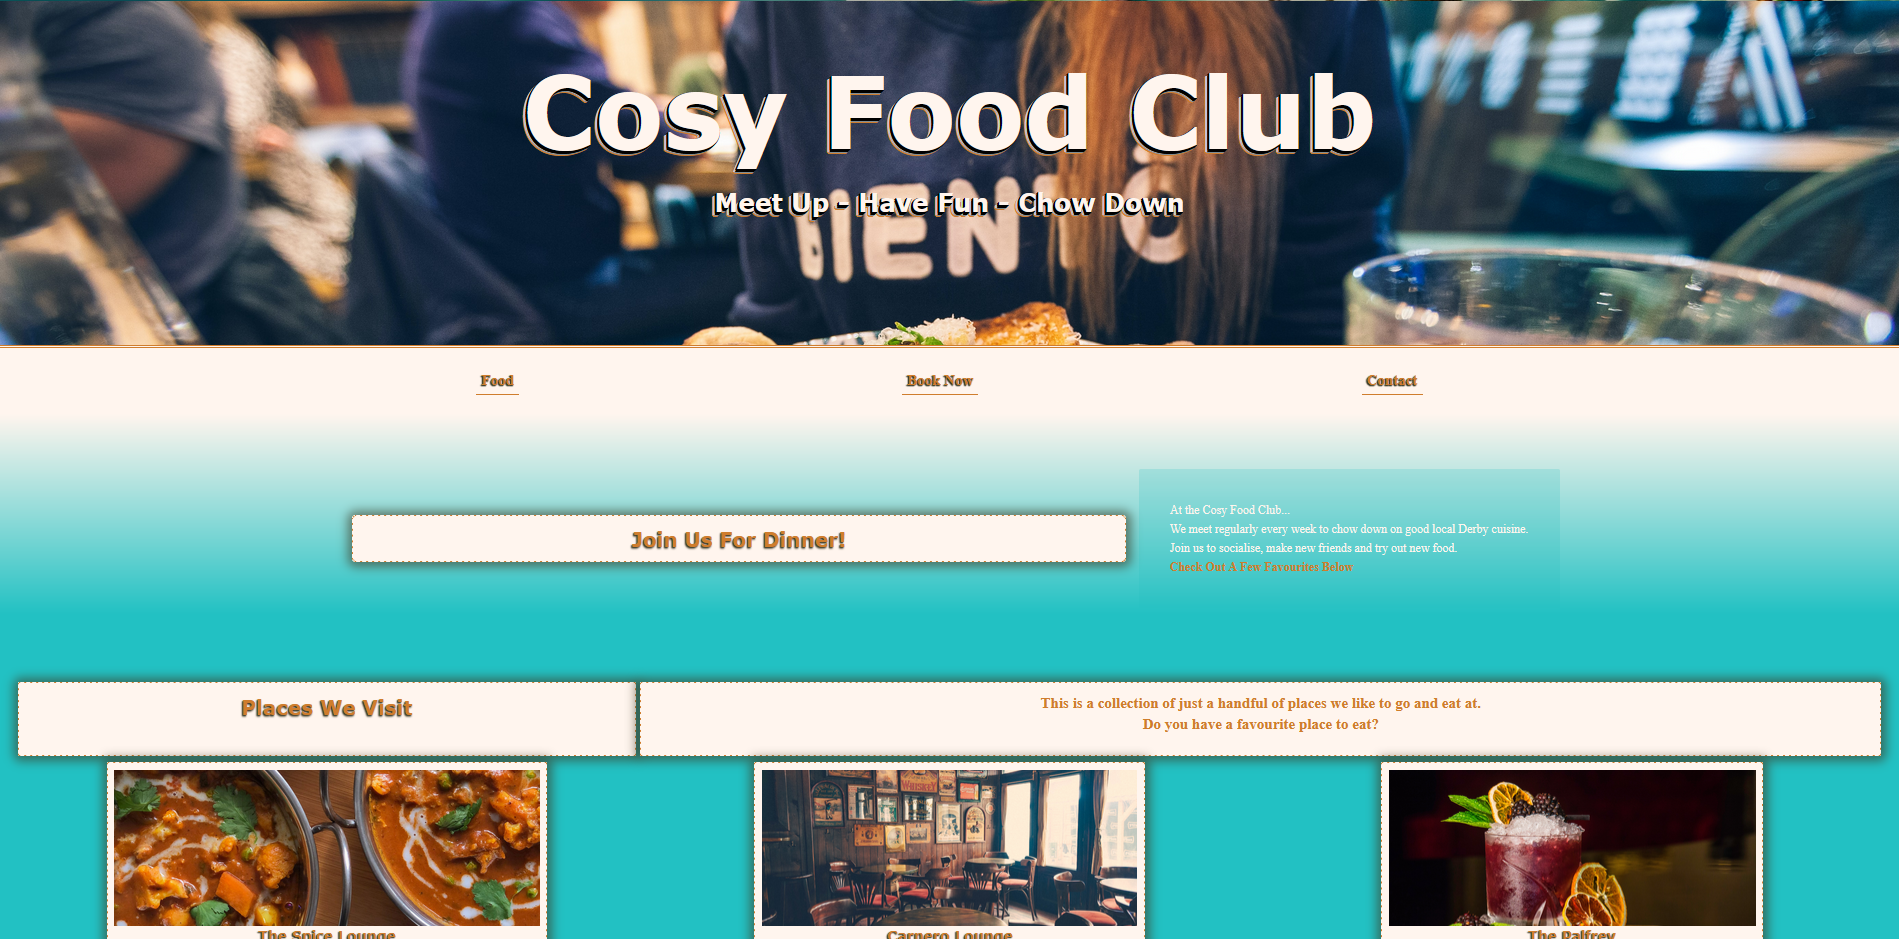 Cosy Food Club
Meet Up - Have Fun - Chow Down
Food
Book Now
Contact
Join Us For Dinner!
At the Cosy Food Club...
We meet regularly every week to chow down on good local Derby cuisine.
Join us to socialise, make new friends and try out new food.
Check Out A Few Favourites Below
Places We Visit
This is a collection of just a handful of places we like to go and eat at.
Do you have a favourite place to eat?
The Spice Lounge
Carnero Lounge